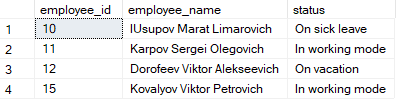 employee_id employee_name status
1 10 IUsupov Marat Limarovich On sick leave
2 11 Karpov Sergei Olegovich In working mode
3 12 Dorofeev Viktor Alekseevich On vacation
4 15 Kovalyov Viktor Petrovich In working mode